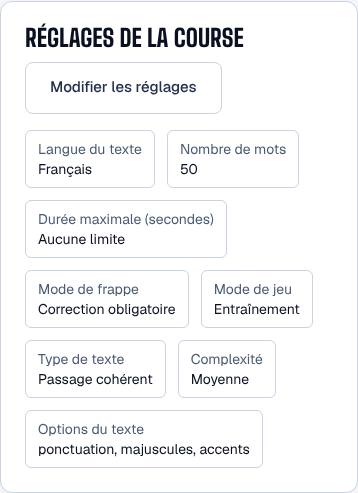 RÉGLAGES DE LA COURSE
Modifier les réglages
Langue du texte
Français
Nombre de mots
50
Durée maximale (secondes)
Aucune limite
Mode de frappe
Correction obligatoire
Mode de jeu
Entraînement
Type de texte
Passage cohérent
Complexité
Moyenne
Options du texte
ponctuation, majuscules, accents